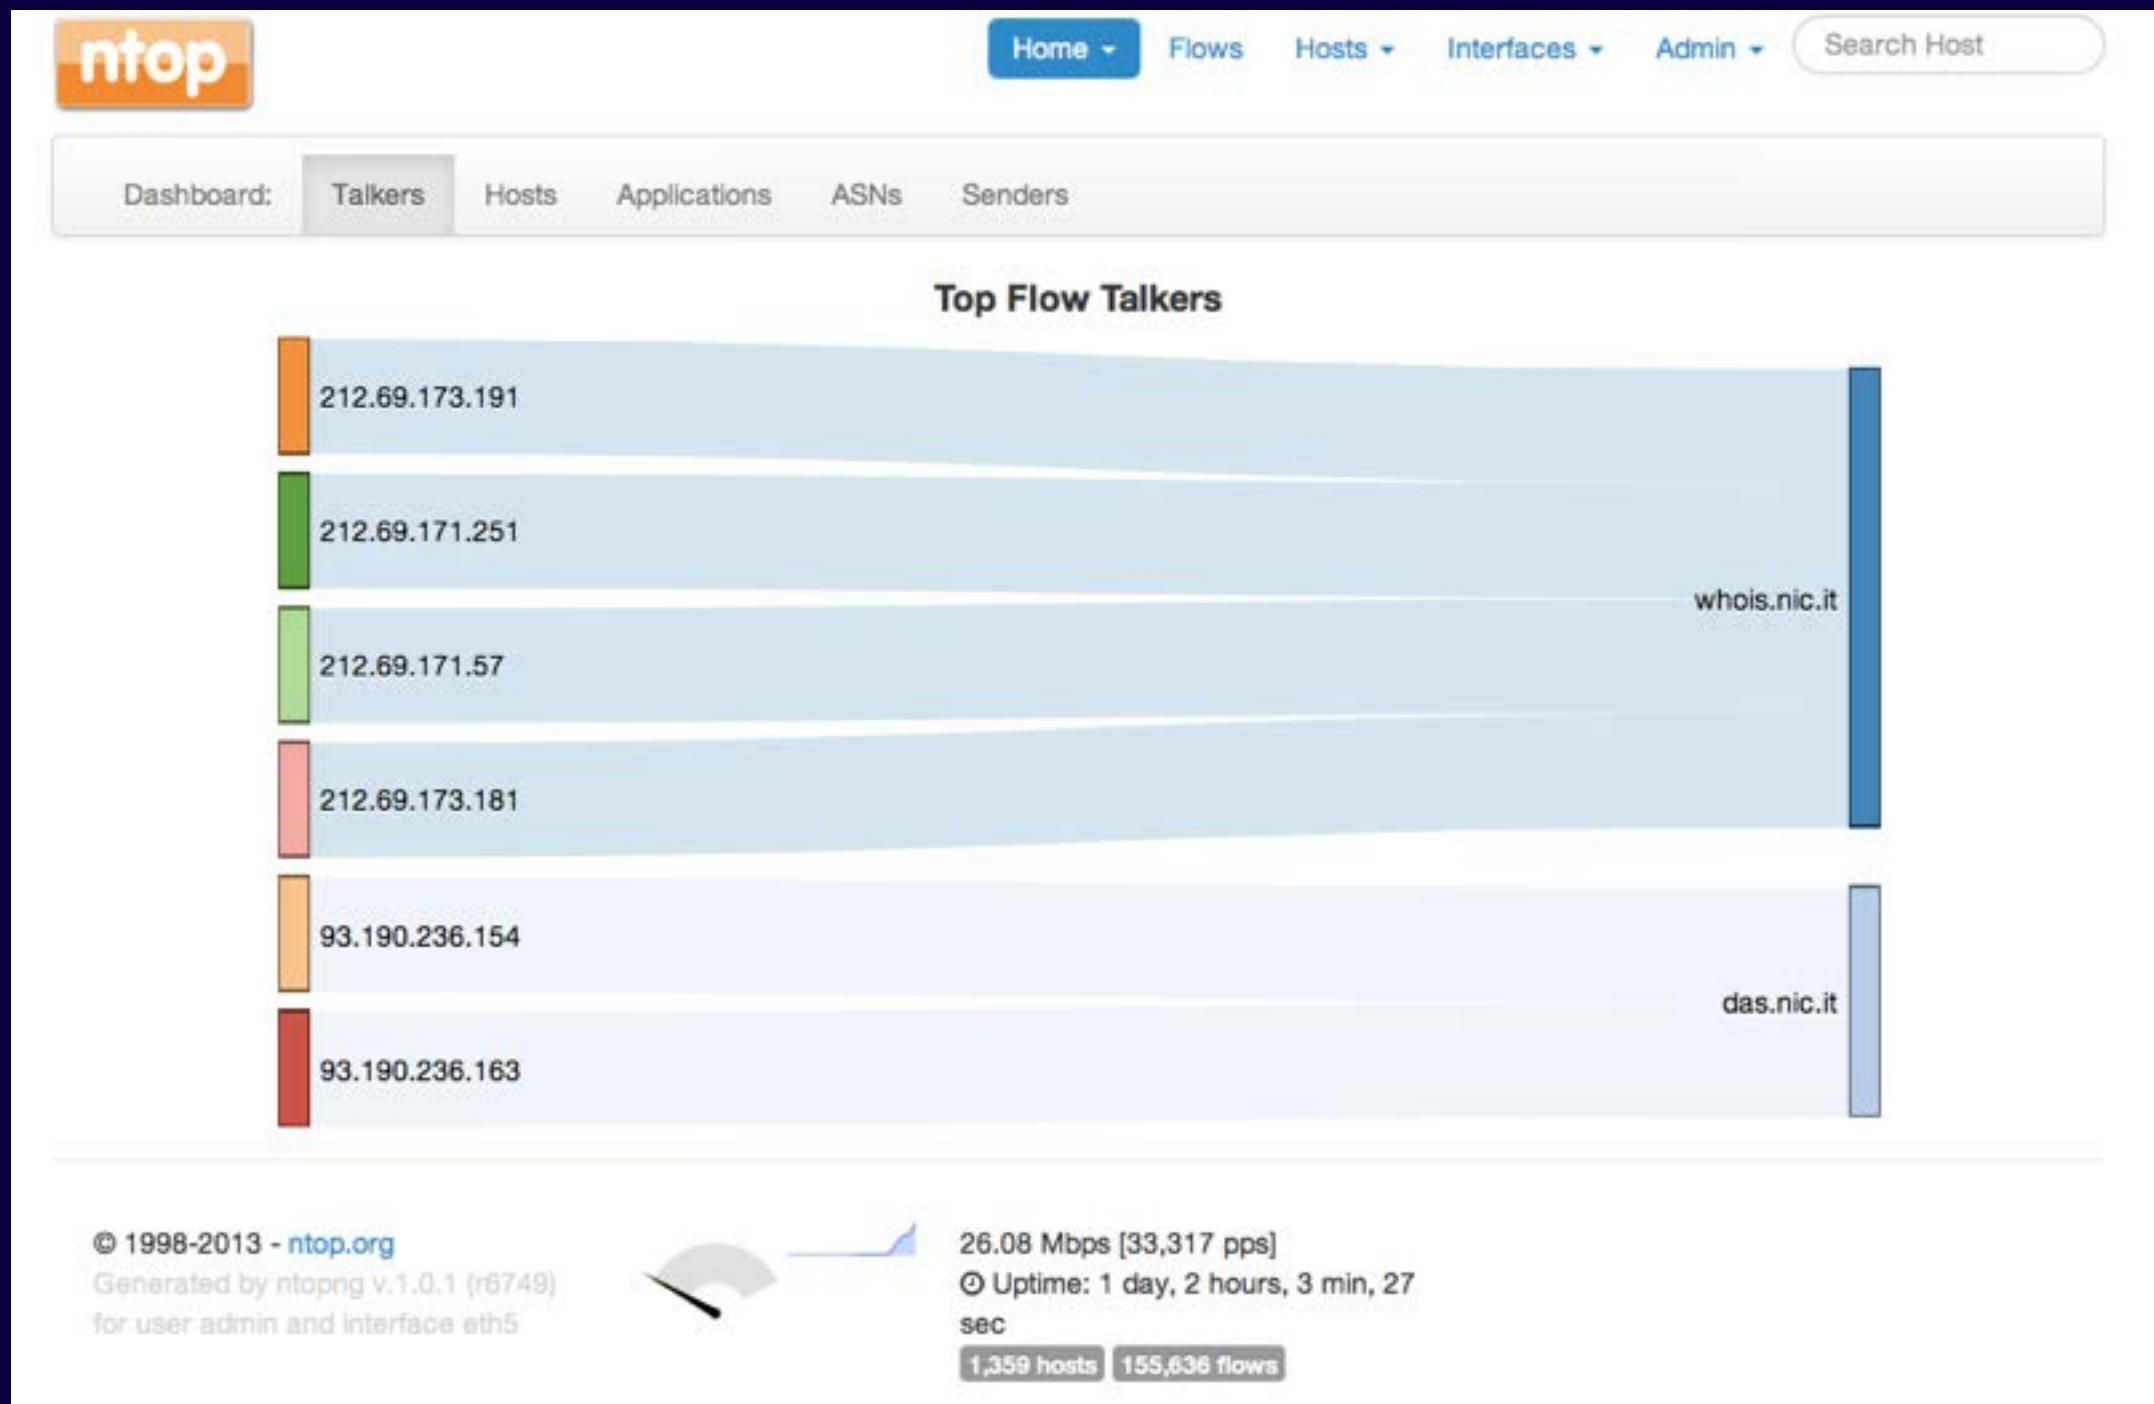 ntop
Home Flows Hosts Interfaces Admin Search Host
Dashboard: Talkers Hosts Applications ASNs Senders
Top Flow Talkers
212.69.173.191
212.69.171.251
whois.nic.it
212.69.171.57
212.69.173.181
93.190.236.154
das.nic.it
93.190.236.163
© 1998-2013 - ntop.org
Generated by ntopng v.1.0.1 (r6749)
for user admin and interface eth5
26.08 Mbps [33,317 pps]
Uptime: 1 day, 2 hours, 3 min, 27
sec
1,359 hosts 155,636 flows